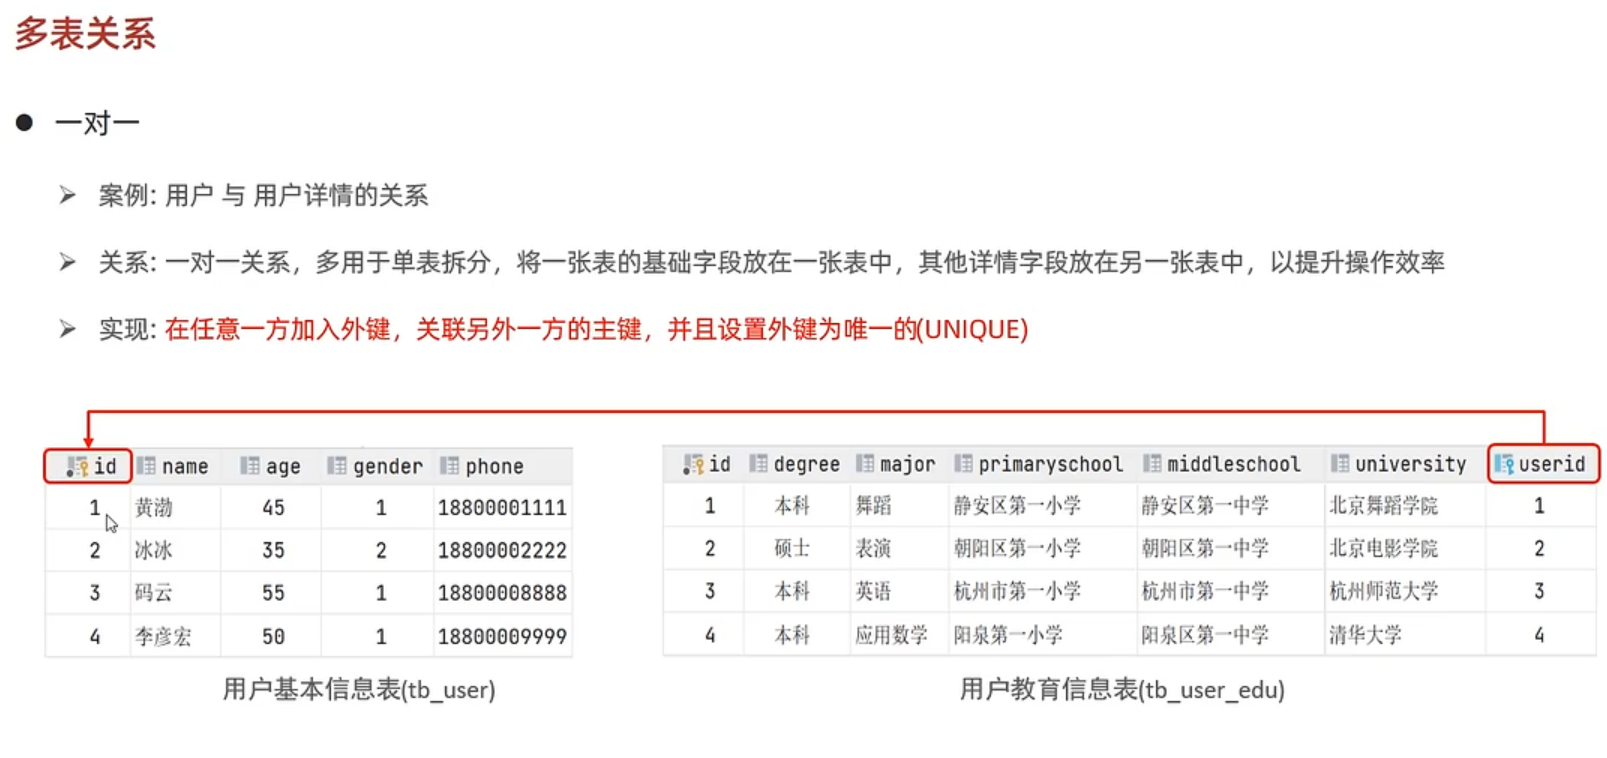 多表关系
● 一对一
➢ 案例: 用户 与 用户详情的关系
➢ 关系: 一对一关系，多用于单表拆分，将一张表的基础字段放在一张表中，其他详情字段放在另一张表中，以提升操作效率
➢ 实现: 在任意一方加入外键，关联另外一方的主键，并且设置外键为唯一的(UNIQUE)
id name age gender phone
1 黄渤 45 1 18800001111
2 冰冰 35 2 18800002222
3 码云 55 1 18800008888
4 李彦宏 50 1 18800009999
用户基本信息表(tb_user)
id degree major primaryschool middleschool university userid
1 本科 舞蹈 静安区第一小学 静安区第一中学 北京舞蹈学院 1
2 硕士 表演 朝阳区第一小学 朝阳区第一中学 北京电影学院 2
3 本科 英语 杭州市第一小学 杭州市第一中学 杭州师范大学 3
4 本科 应用数学 阳泉第一小学 阳泉区第一中学 清华大学 4
用户教育信息表(tb_user_edu)